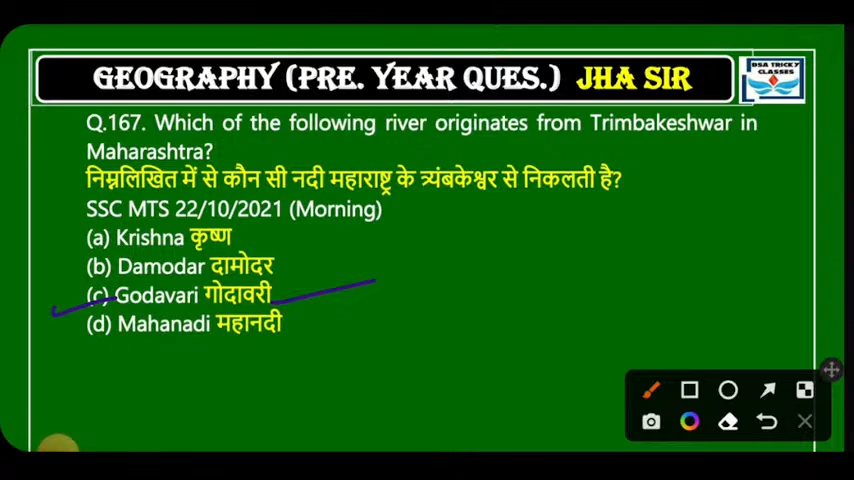 GEOGRAPHY (PRE. YEAR QUES.) JHA SIR
DSA TRICKY
CLASSES
Q.167. Which of the following river originates from Trimbakeshwar in
Maharashtra?
निम्नलिखित में से कौन सी नदी महाराष्ट्र के त्र्यंबकेश्वर से निकलती है?
SSC MTS 22/10/2021 (Morning)
(a) Krishna कृष्ण
(b) Damodar दामोदर
(c) Godavari गोदावरी
(d) Mahanadi महानदी